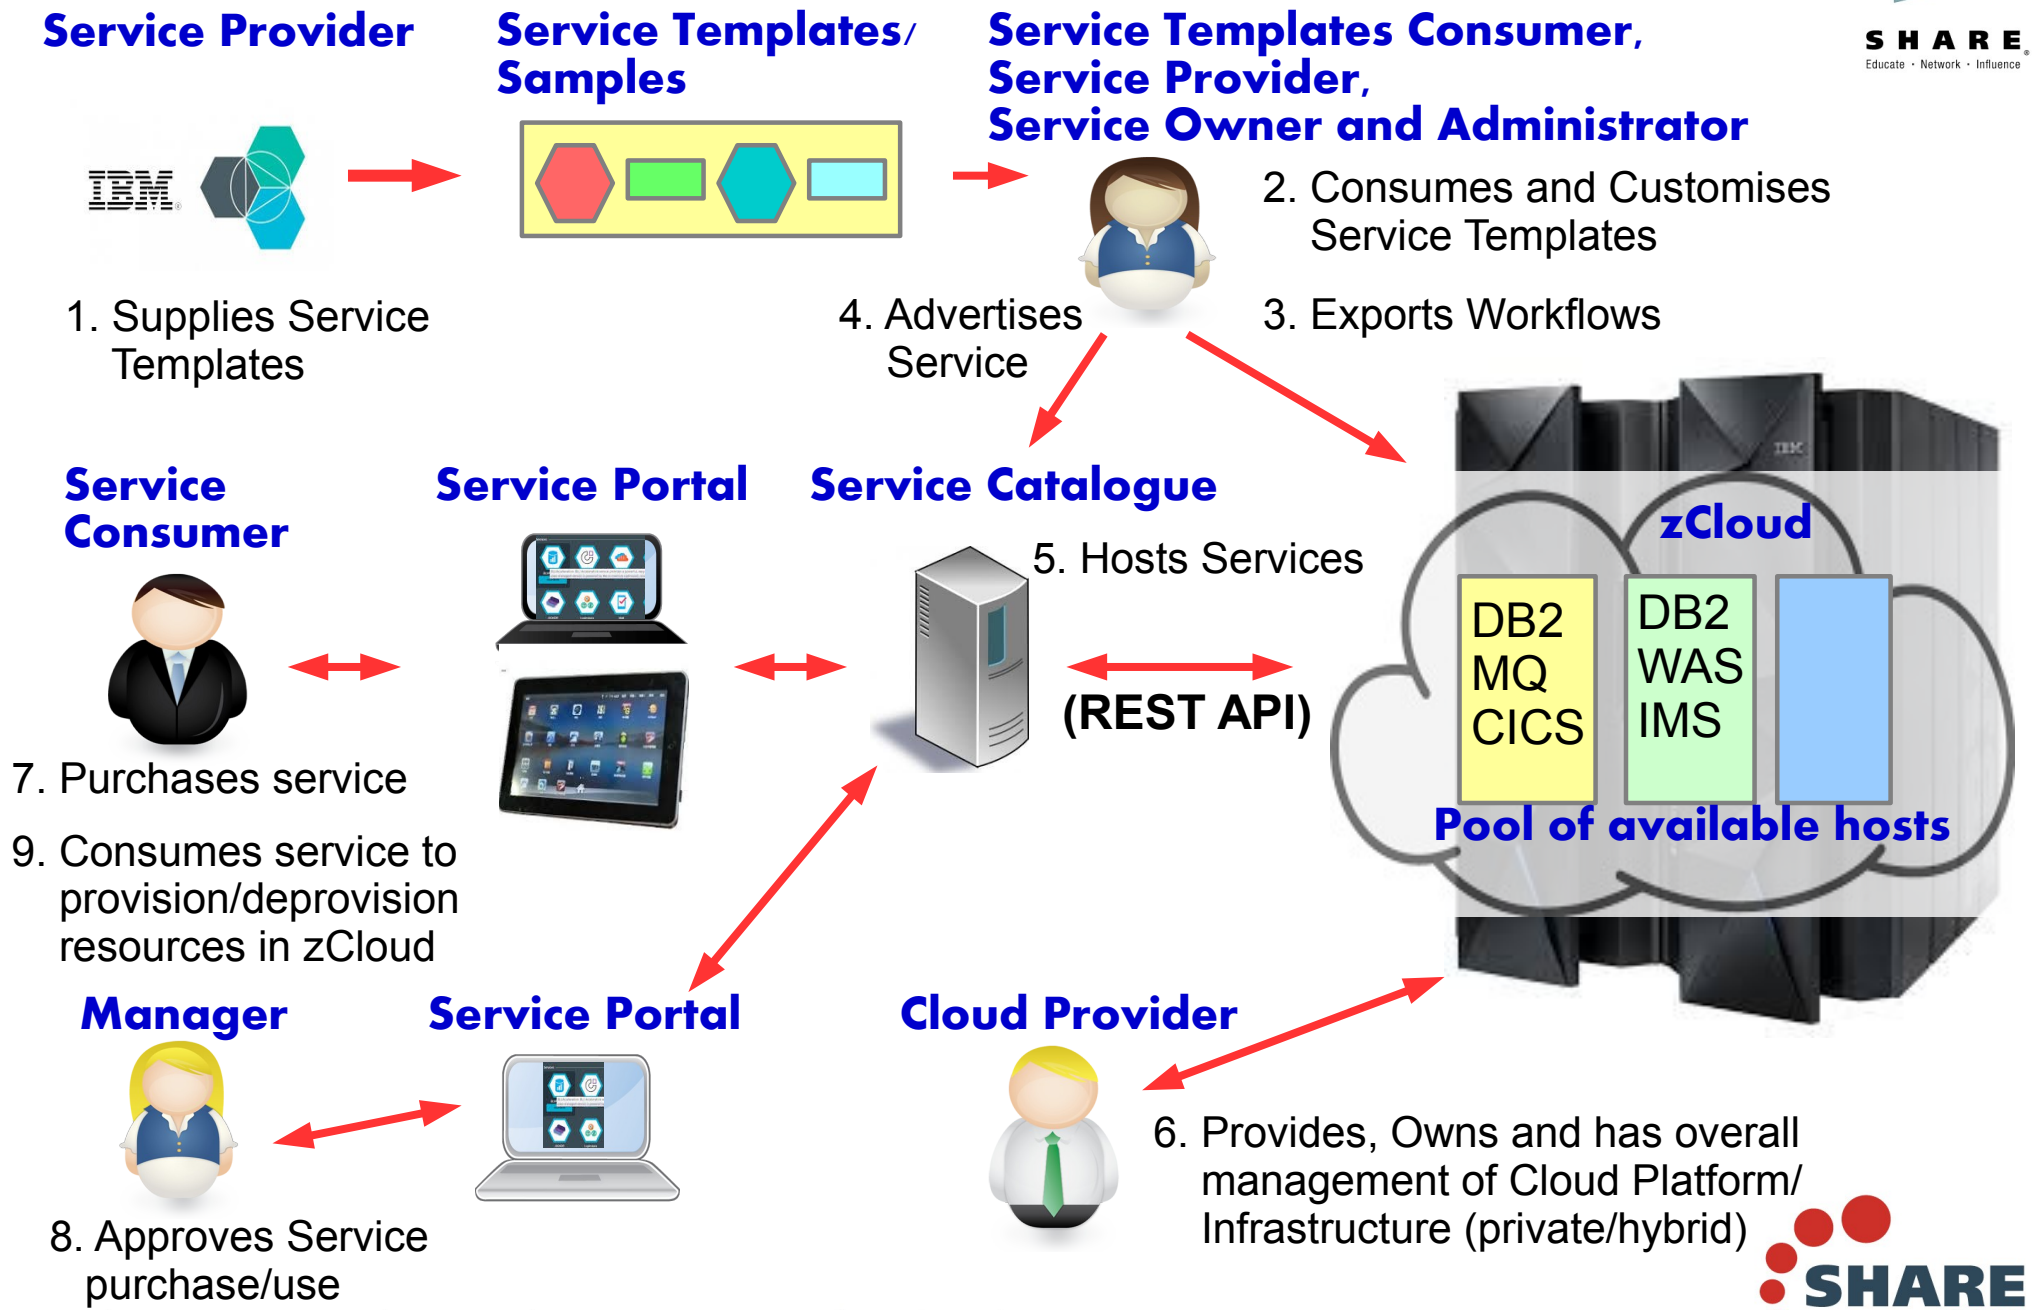 Service Provider
Service Templates/
Samples
Service Templates Consumer,
Service Provider,
Service Owner and Administrator
SHARE
Educate · Network · Influence
IBM
1. Supplies Service
Templates
2. Consumes and Customises
Service Templates
3. Exports Workflows
4. Advertises
Service
Service
Consumer
Service Portal
Service Catalogue
5. Hosts Services
(REST API)
IBM
zCloud
DB2
MQ
CICS
DB2
WAS
IMS
Pool of available hosts
7. Purchases service
9. Consumes service to
provision/deprovision
resources in zCloud
Manager
Service Portal
Cloud Provider
8. Approves Service
purchase/use
6. Provides, Owns and has overall
management of Cloud Platform/
Infrastructure (private/hybrid)
SHARE